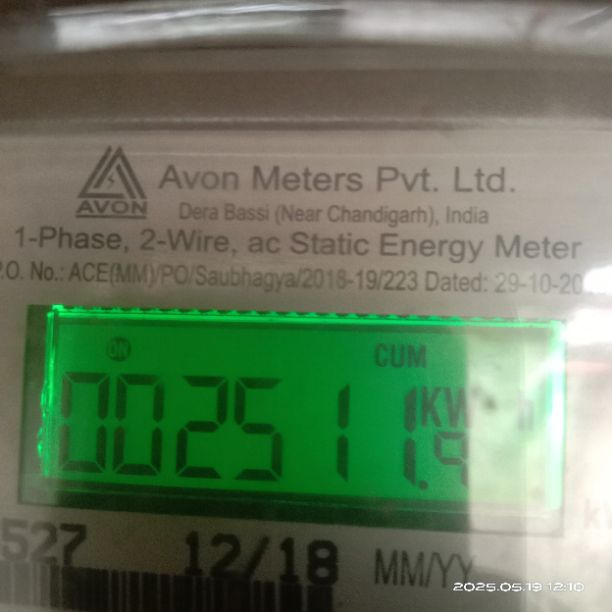 Avon Meters Pvt. Ltd.
AVON
Dera Bassi (Near Chandigarh), India
1-Phase, 2-Wire, ac Static Energy Meter
P.O. No.: ACE(MM)/PO/Saubhagya/2018-19/223 Dated: 29-10-20
ON CUM
002511.9 KW h
527 12/18 MM/YY
2025.05.19 12:10